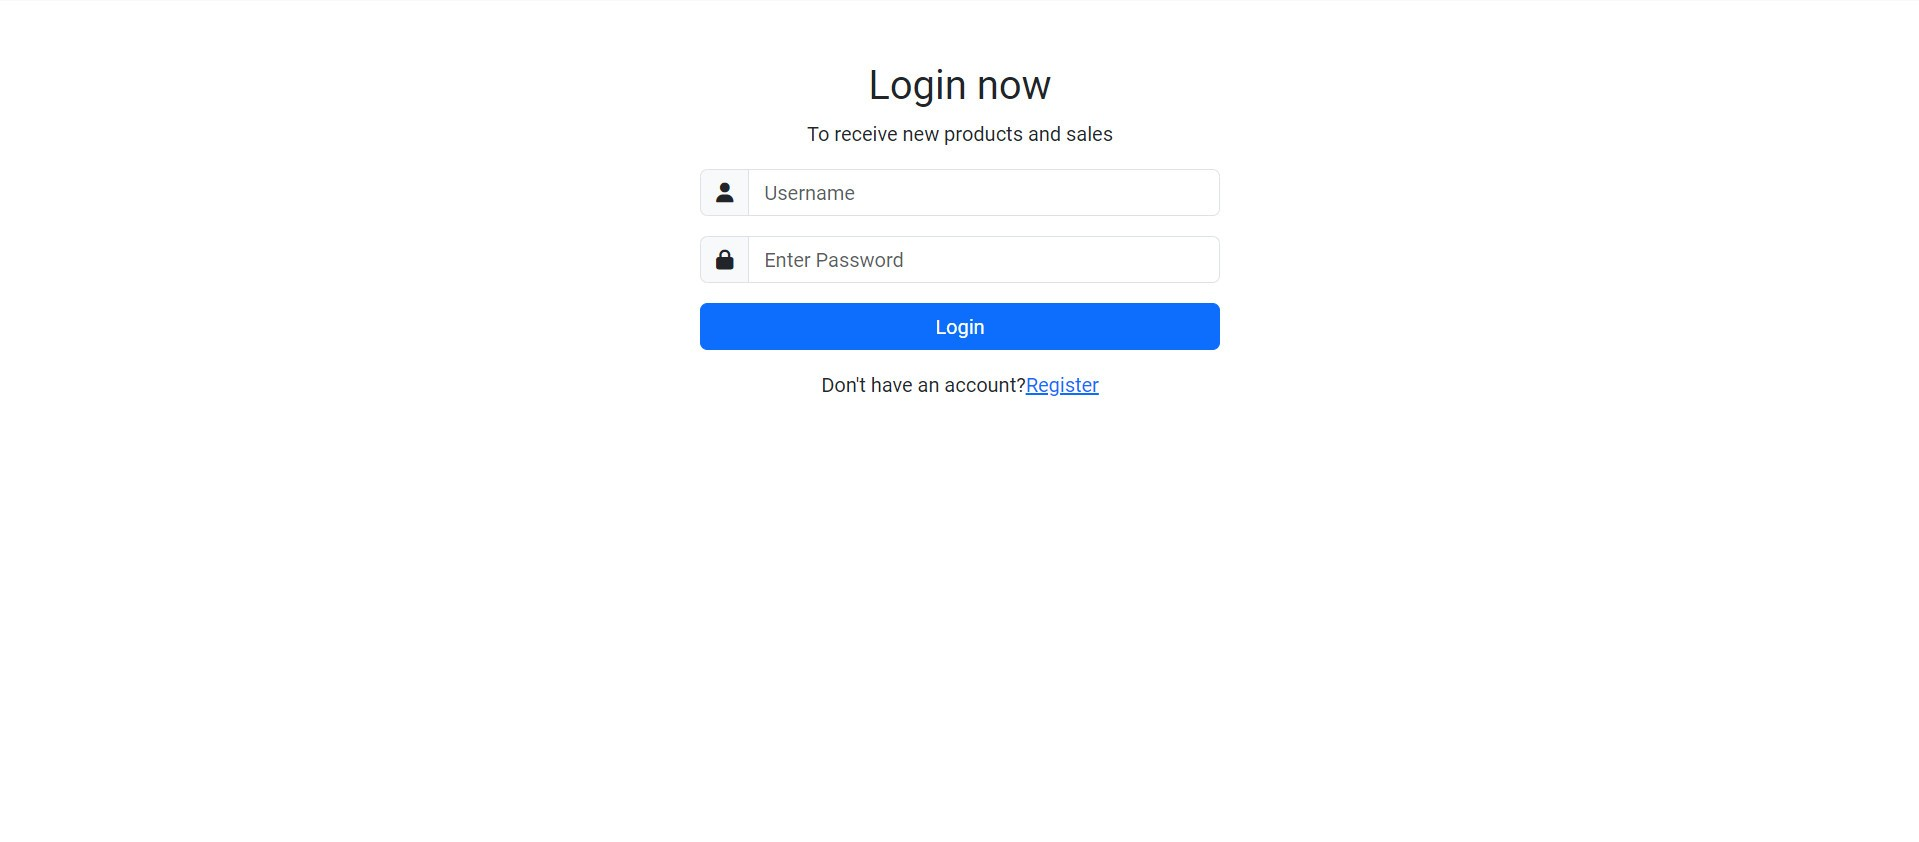 Login now
To receive new products and sales
Username
Enter Password
Login
Don't have an account?Register